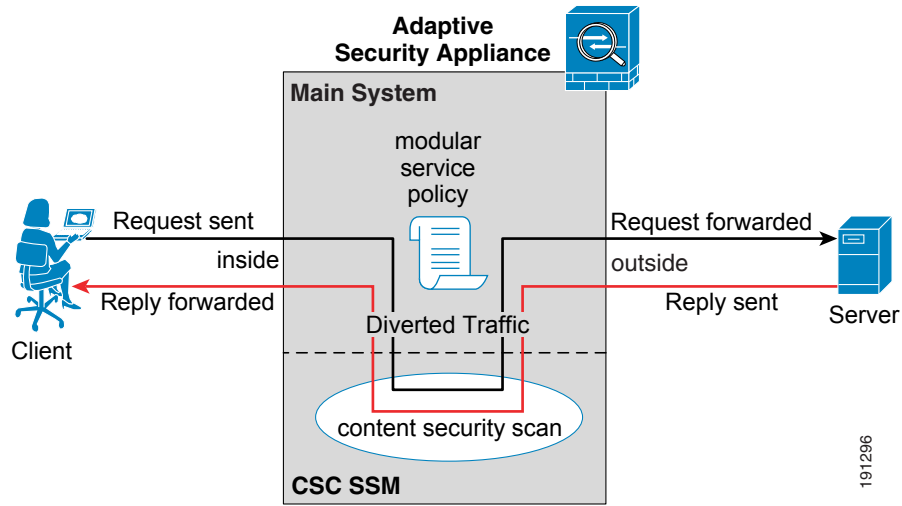 Adaptive
Security Appliance
Main System
modular
service
policy
Request sent
Request forwarded
inside
outside
Reply forwarded
Reply sent
Diverted Traffic
Client
Server
content security scan
CSC SSM
191296